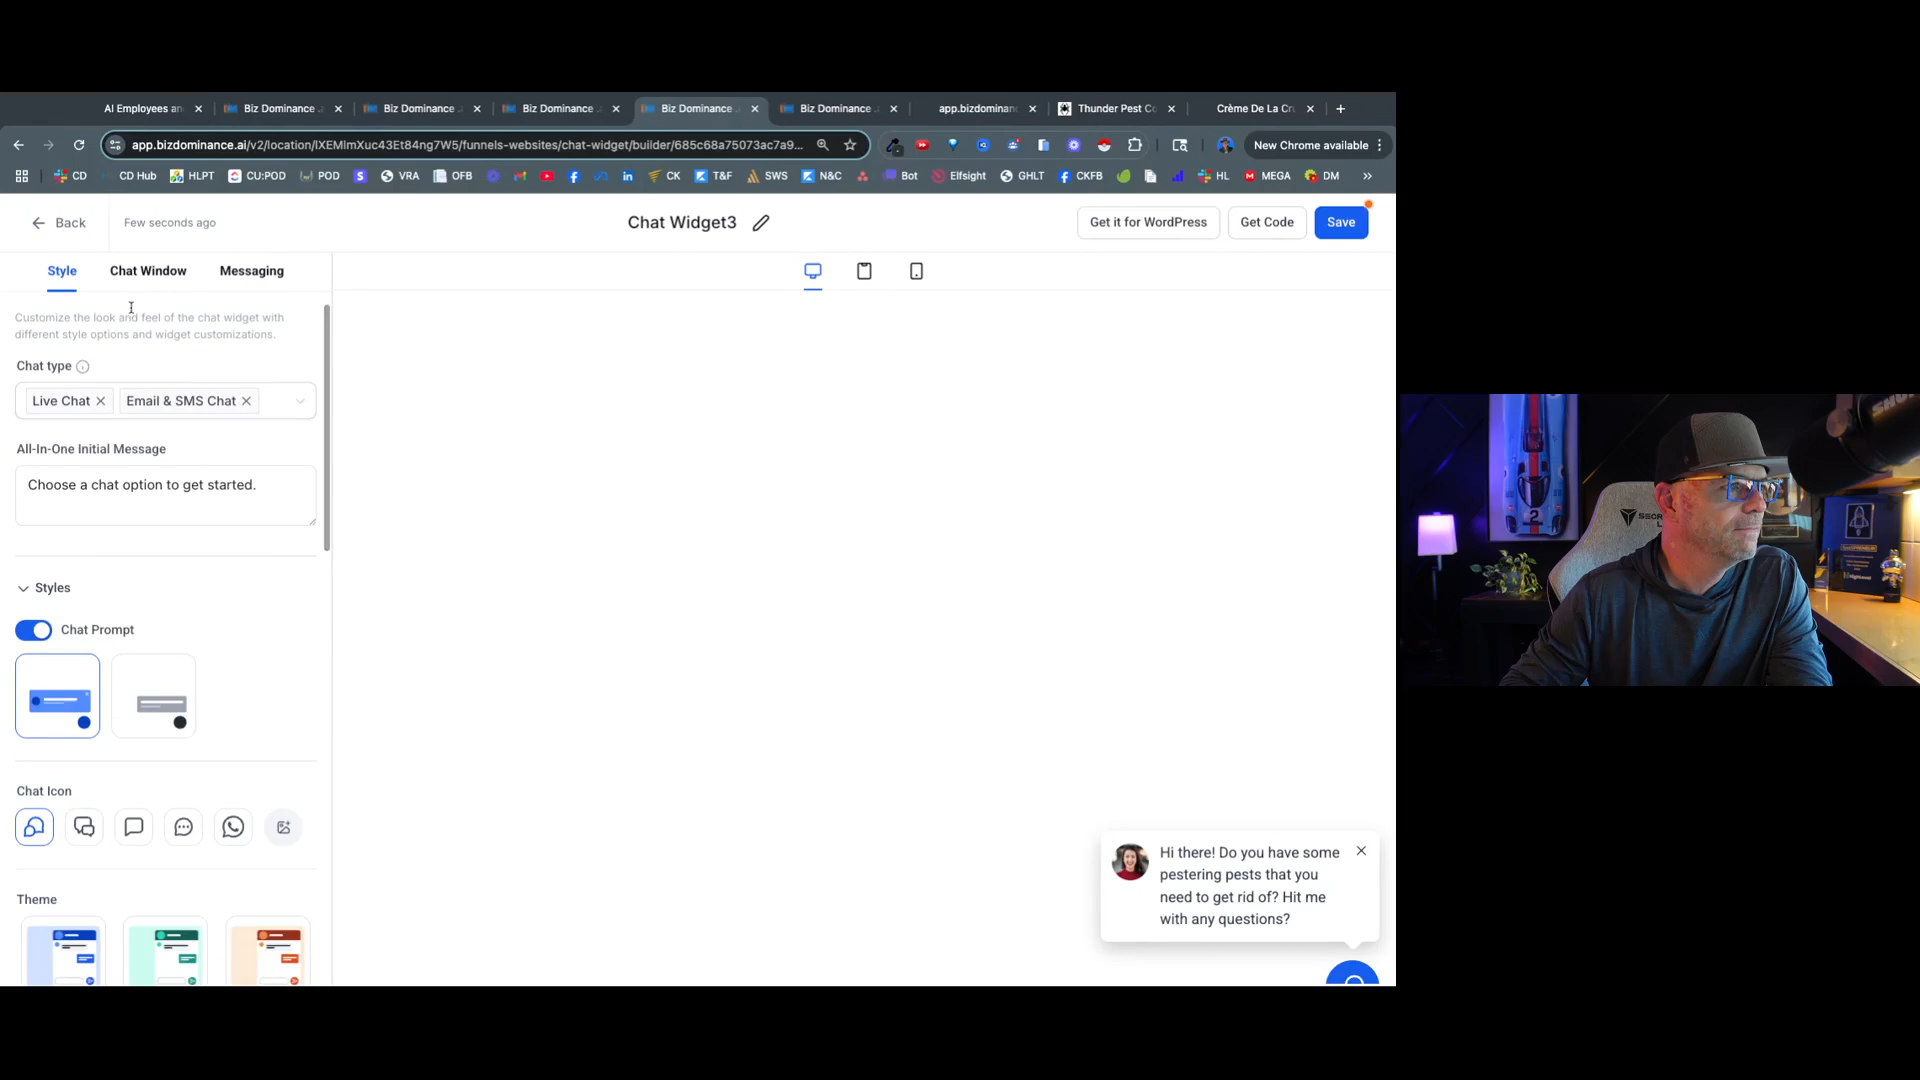 AI Employees an
Biz Dominance .
Biz Dominance .
Biz Dominance .
Biz Dominance .
Biz Dominance .
app.bizdominanc
Thunder Pest Co
Crème De La Cr
app.bizdominance.ai/v2/location/IXEMlmXuc43Et84ng7W5/funnels-websites/chat-widget/builder/685c68a75073ac7a9...
New Chrome available
CD
CD Hub
HLPT
CU:POD
POD
VRA
OFB
CK
T&F
SWS
N&C
Bot
Elfsight
GHLT
CKFB
HL
MEGA
DM
Back
Few seconds ago
Chat Widget3
Get it for WordPress
Get Code
Save
Style
Chat Window
Messaging
Customize the look and feel of the chat widget with
different style options and widget customizations.
Chat type
Live Chat
Email & SMS Chat
All-In-One Initial Message
Choose a chat option to get started.
Styles
Chat Prompt
Chat Icon
Theme
Hi there! Do you have some
pestering pests that you
need to get rid of? Hit me
with any questions?
2